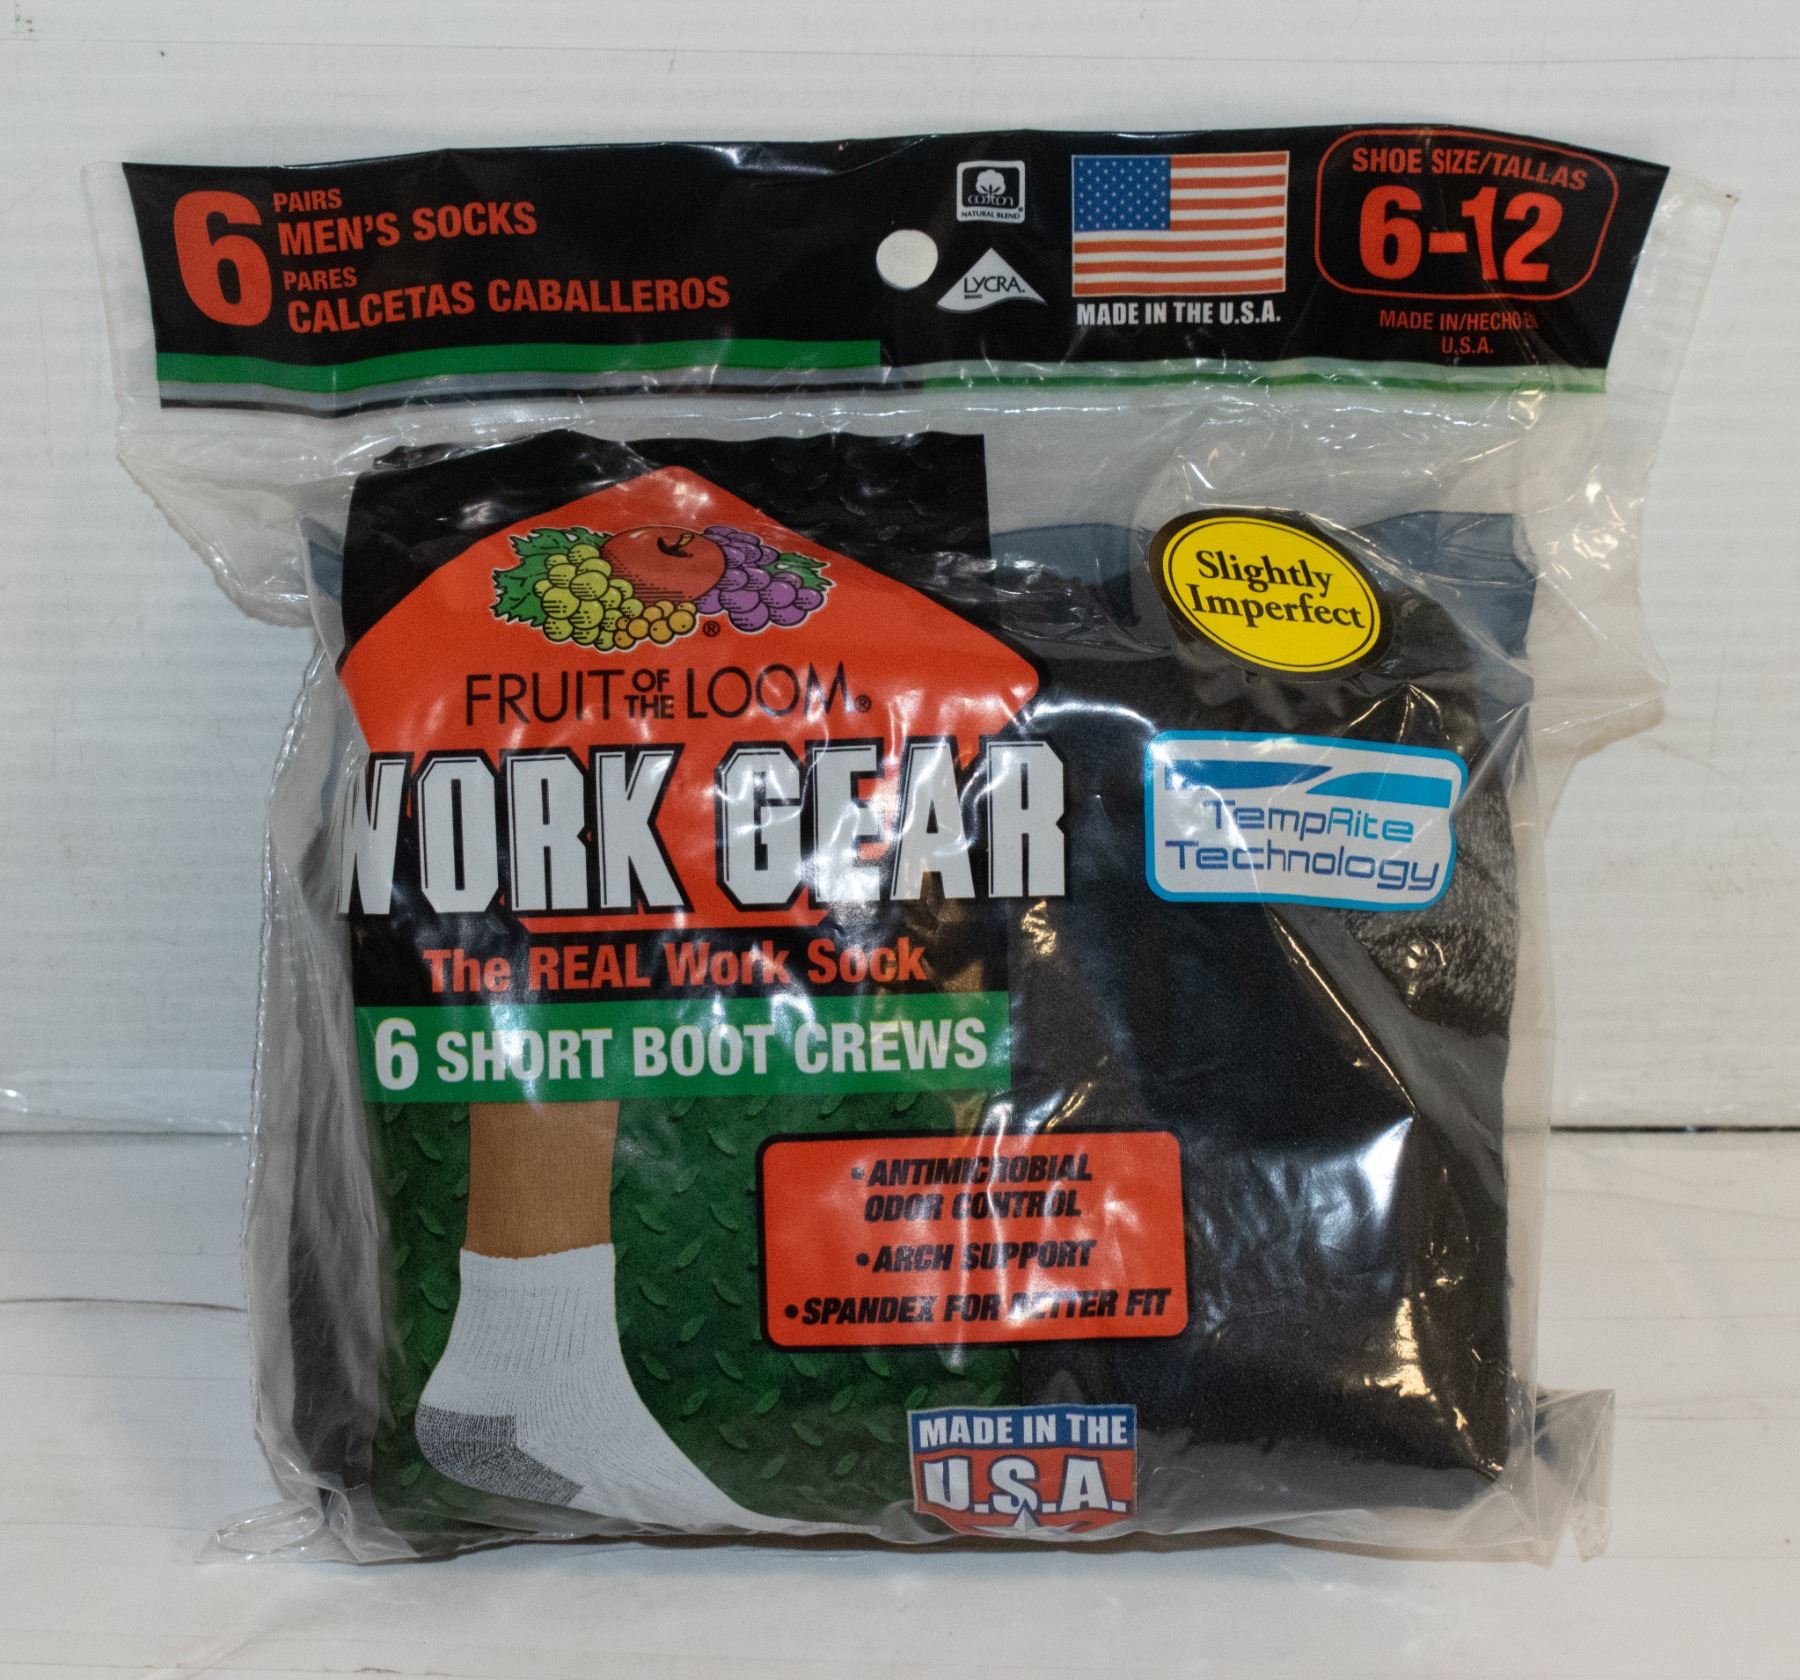 6 PAIRS
MEN'S SOCKS
PARES
CALCETAS CABALLEROS
cotton
NATURAL BLEND
LYCRA.
BRAND
MADE IN THE U.S.A.
SHOE SIZE/TALLAS
6-12
MADE IN/HECHO EN
U.S.A.
Slightly
Imperfect
FRUIT OF THE LOOM®
WORK GEAR
TempRite
Technology
The REAL Work Sock
6 SHORT BOOT CREWS
•ANTIMICROBIAL
ODOR CONTROL
•ARCH SUPPORT
•SPANDEX FOR BETTER FIT
MADE IN THE
U.S.A.